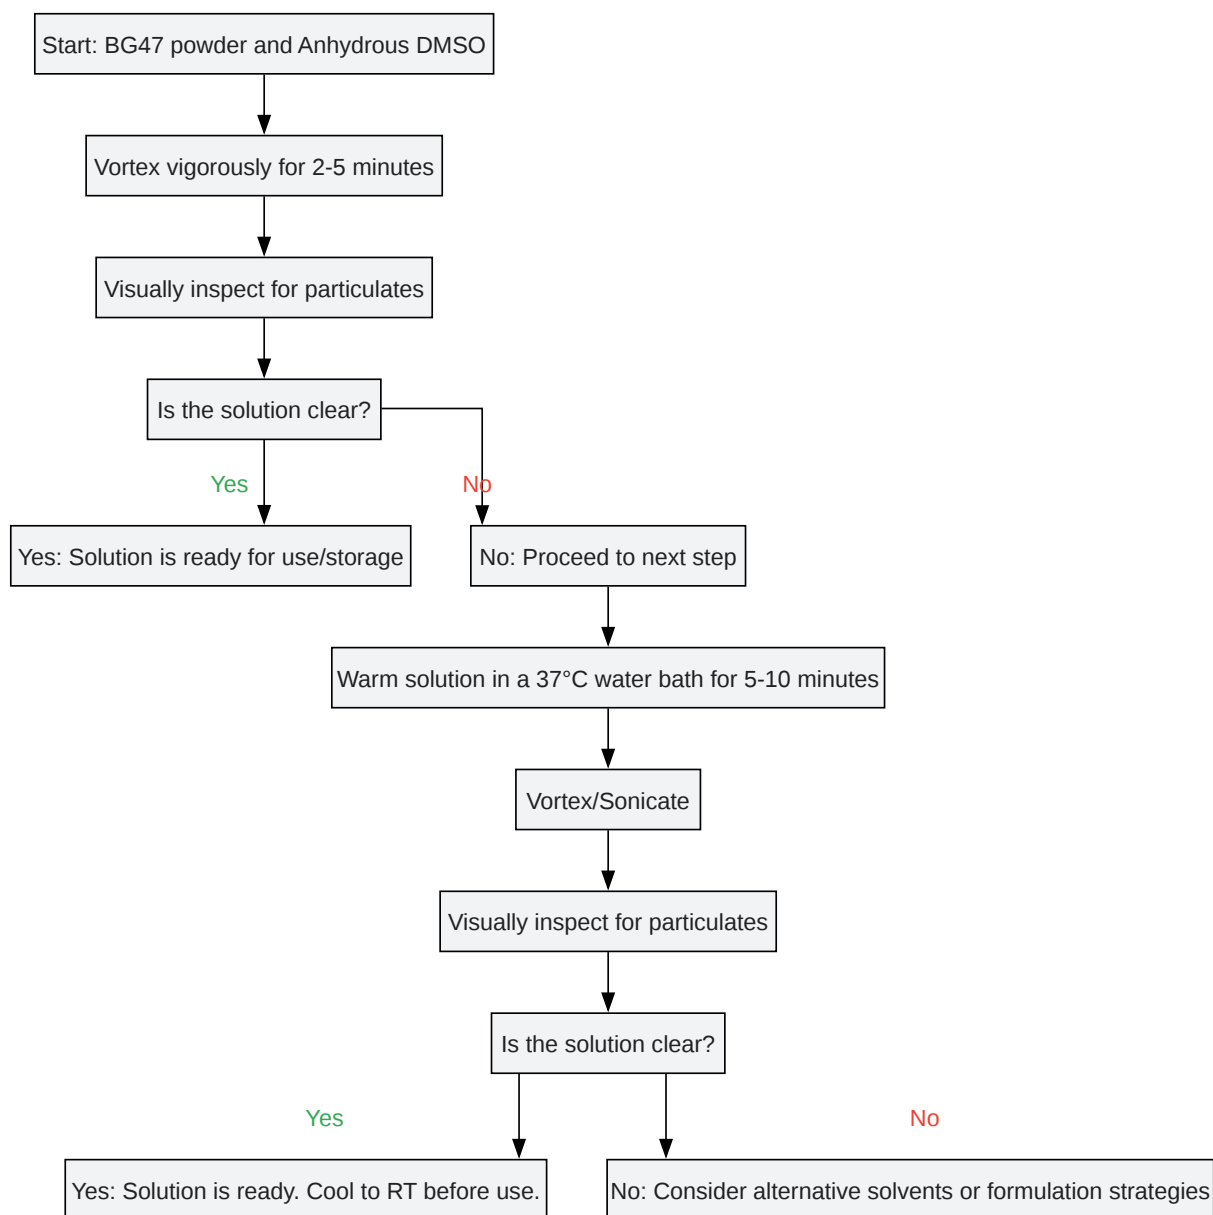 Start: BG47 powder and Anhydrous DMSO
Vortex vigorously for 2-5 minutes
Visually inspect for particulates
Is the solution clear?
Yes
No
Yes: Solution is ready for use/storage
No: Proceed to next step
Warm solution in a 37°C water bath for 5-10 minutes
Vortex/Sonicate
Visually inspect for particulates
Is the solution clear?
Yes
No
Yes: Solution is ready. Cool to RT before use.
No: Consider alternative solvents or formulation strategies